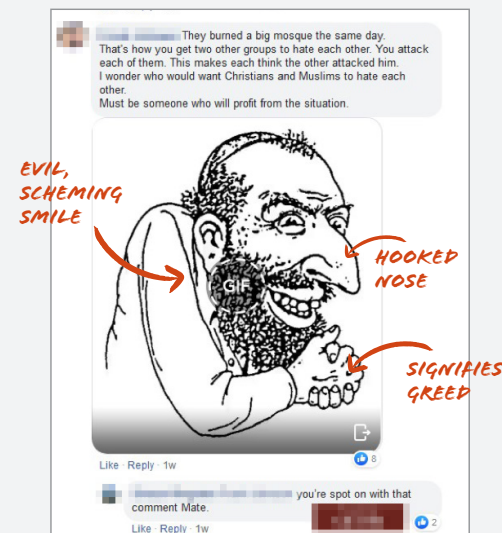 They burned a big mosque the same day.
That's how you get two other groups to hate each other. You attack
each of them. This makes each think the other attacked him.
I wonder who would want Christians and Muslims to hate each
other.
Must be someone who will profit from the situation.
EVIL,
SCHEMING
SMILE
HOOKED
NOSE
GIF
SIGNIFIES
GREED
Like · Reply · 1w
8
you're spot on with that
comment Mate.
Like · Reply · 1w
2